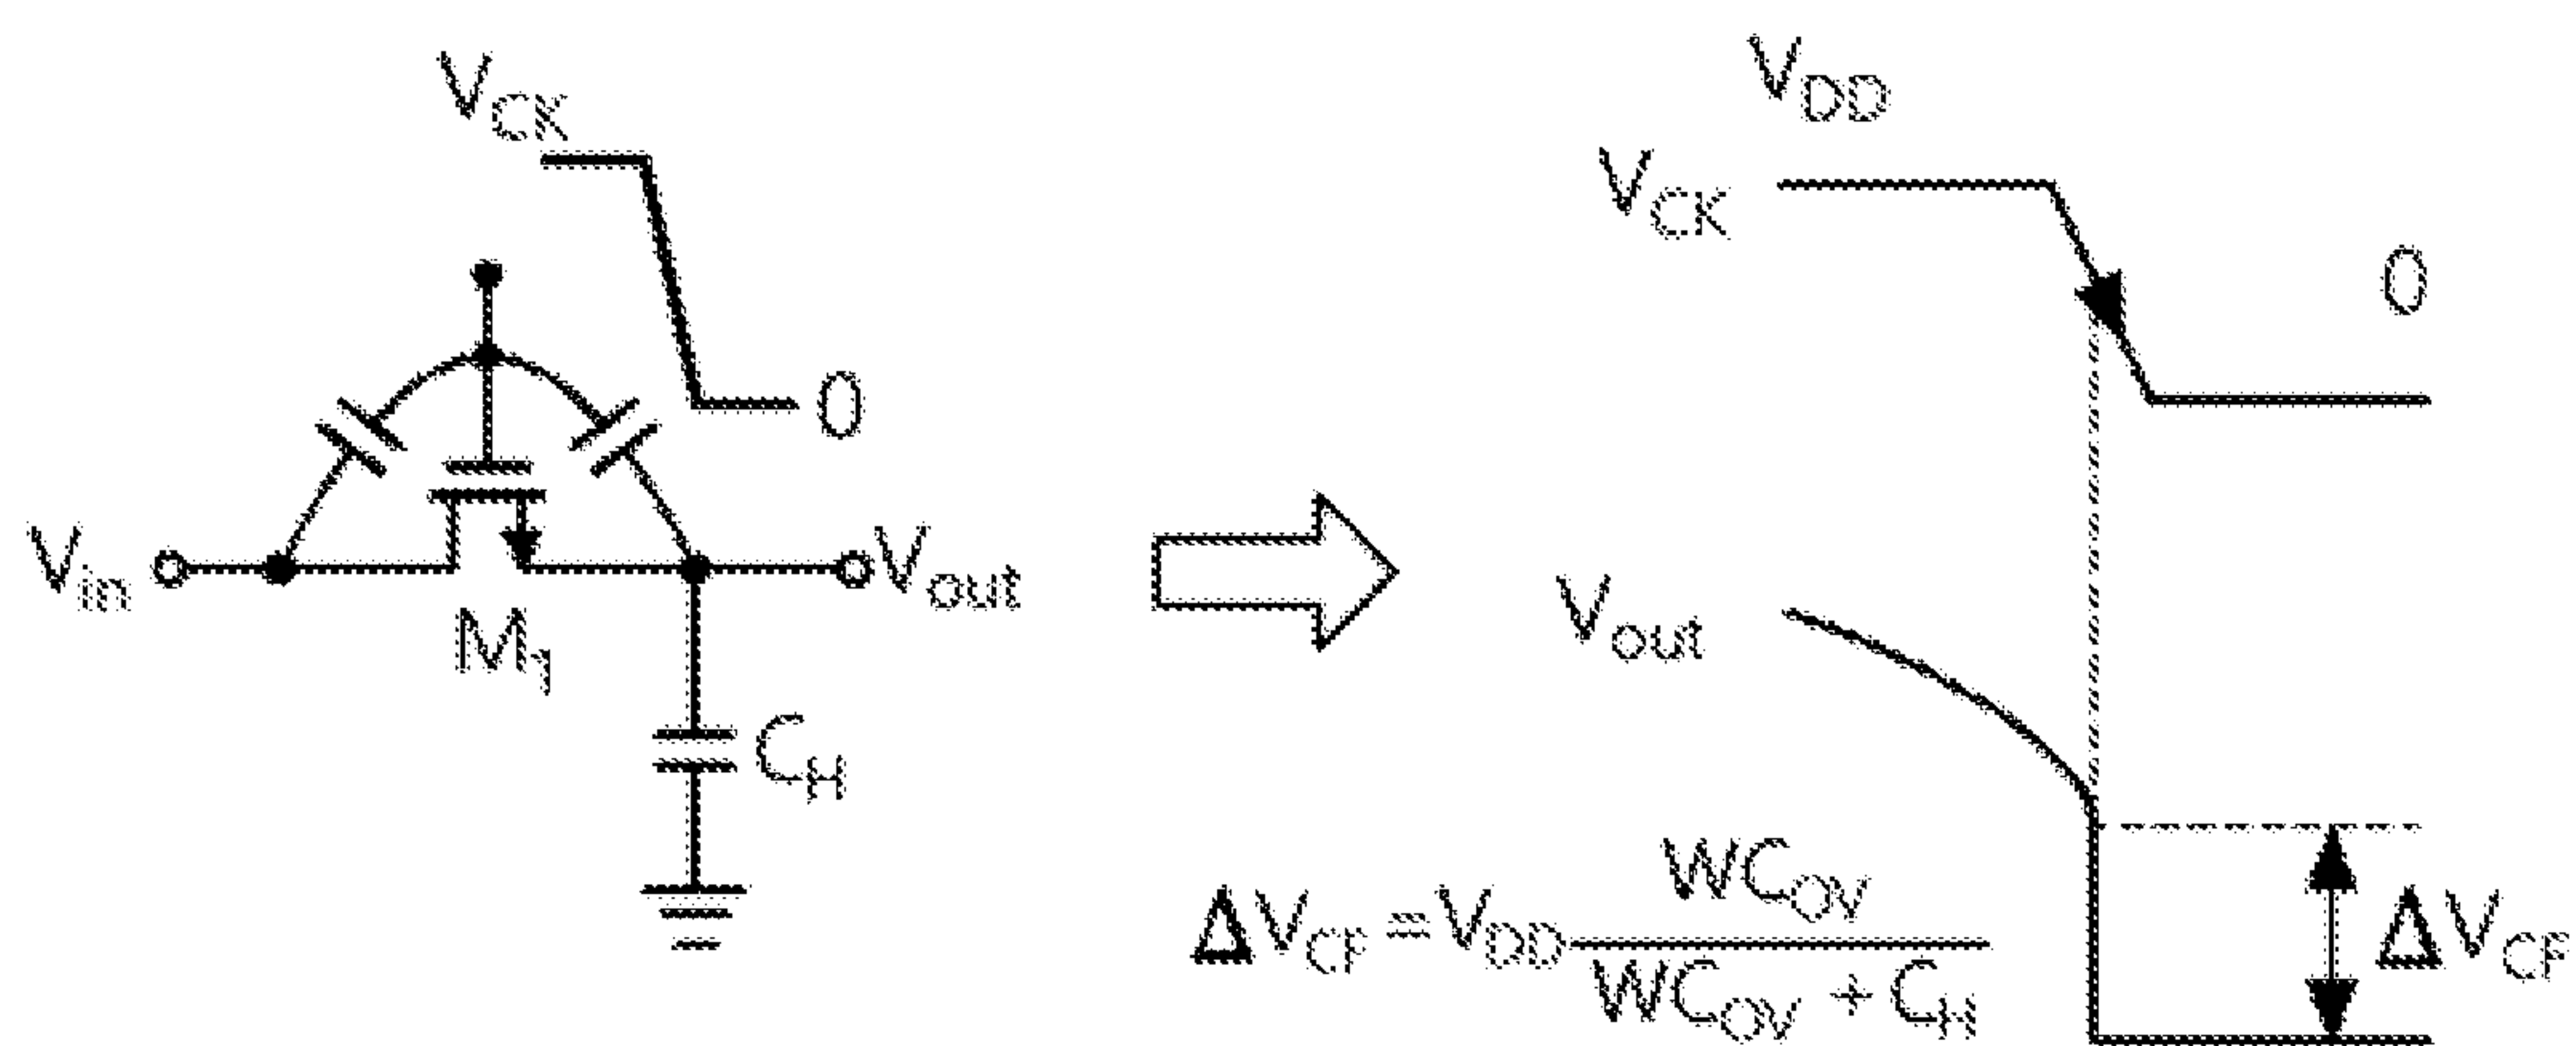 V_CK
0
V_in
V_out
M_1
C_H
V_DD
V_CK
0
V_out
ΔV_CF = V_DD WC_OV / (WC_OV + C_H)
ΔV_CF